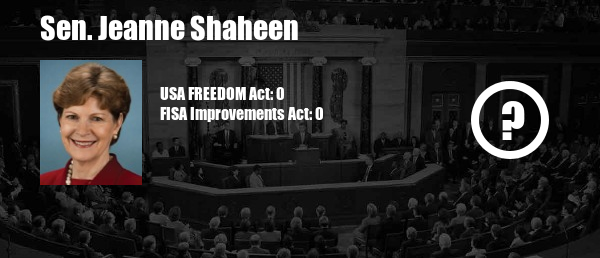 Sen. Jeanne Shaheen
USA FREEDOM Act: 0
FISA Improvements Act: 0
?